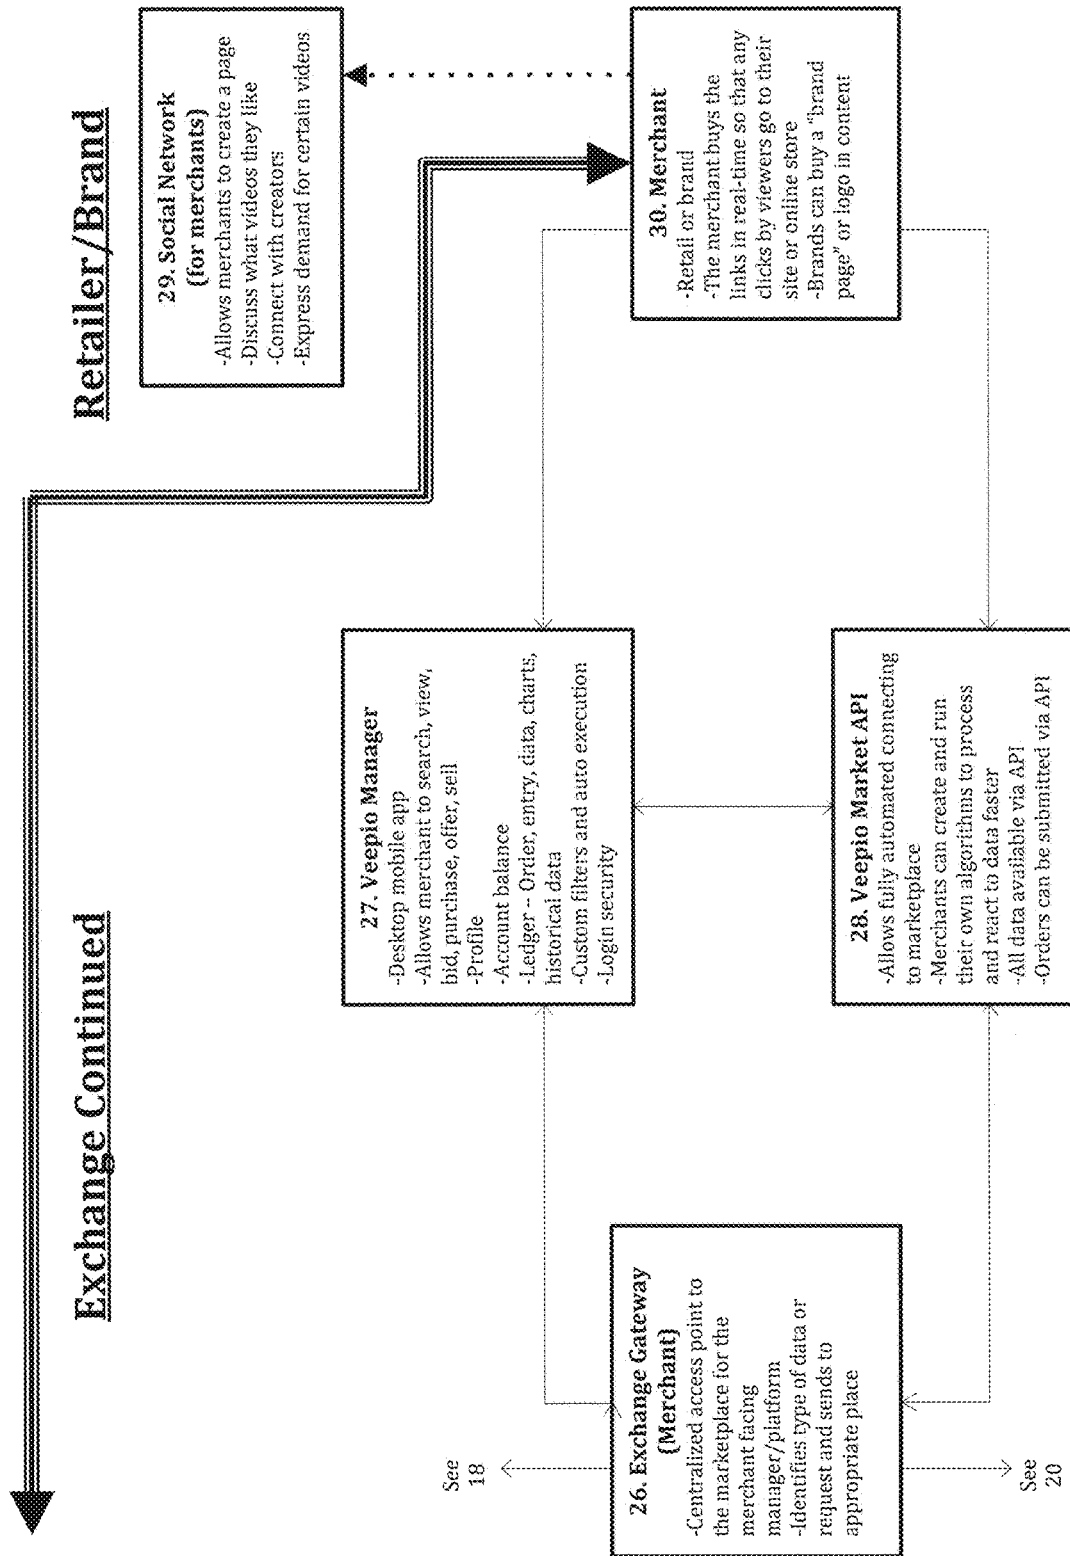 Exchange Continued
Retailer/Brand
See
18
26. Exchange Gateway
(Merchant)
-Centralized access point to
the marketplace for the
merchant facing
manager/platform
-Identifies type of data or
request and sends to
appropriate place
See
20
27. Veepio Manager
-Desktop mobile app
-Allows merchant to search, view,
bid, purchase, offer, sell
-Profile
-Account balance
-Ledger – Order, entry, data, charts,
historical data
-Custom filters and auto execution
-Login security
28. Veepio Market API
-Allows fully automated connecting
to marketplace
-Merchants can create and run
their own algorithms to process
and react to data faster
-All data available via API
-Orders can be submitted via API
29. Social Network
(for merchants)
-Allows merchants to create a page
-Discuss what videos they like
-Connect with creators
-Express demand for certain videos
30. Merchant
-Retail or brand
-The merchant buys the
links in real-time so that any
clicks by viewers go to their
site or online store
-Brands can buy a "brand
page" or logo in content